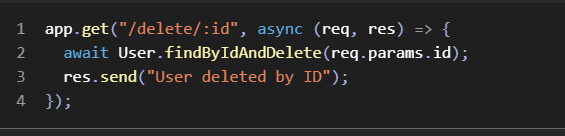 1 app.get("/delete/:id", async (req, res) => {
2   await User.findByIdAndDelete(req.params.id);
3   res.send("User deleted by ID");
4 });